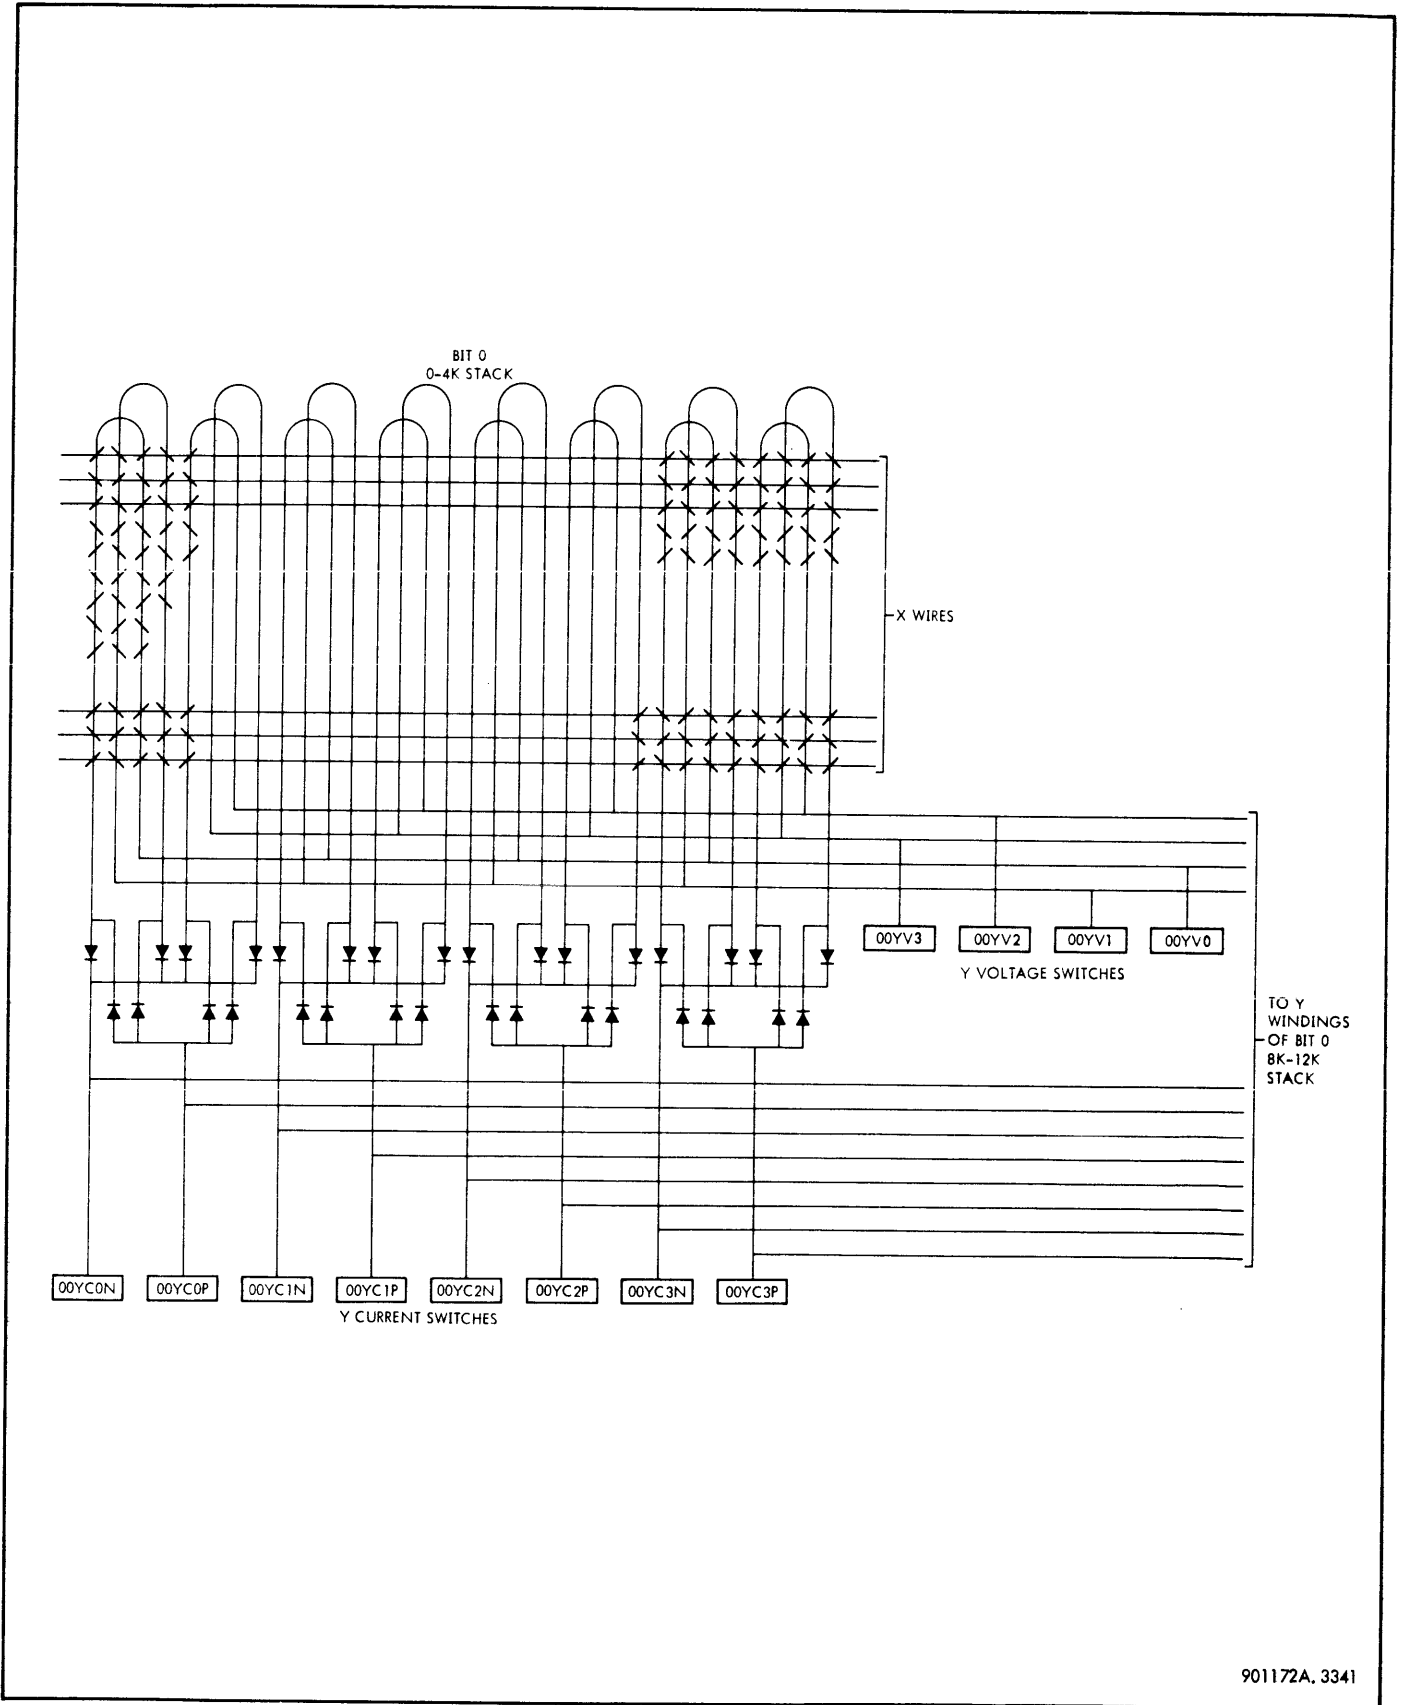 BIT 0
0-4K STACK
X WIRES
00YV3
00YV2
00YV1
00YV0
Y VOLTAGE SWITCHES
TO Y
WINDINGS
OF BIT 0
8K-12K
STACK
00YC0N
00YC0P
00YC1N
00YC1P
00YC2N
00YC2P
00YC3N
00YC3P
Y CURRENT SWITCHES
901172A. 3341